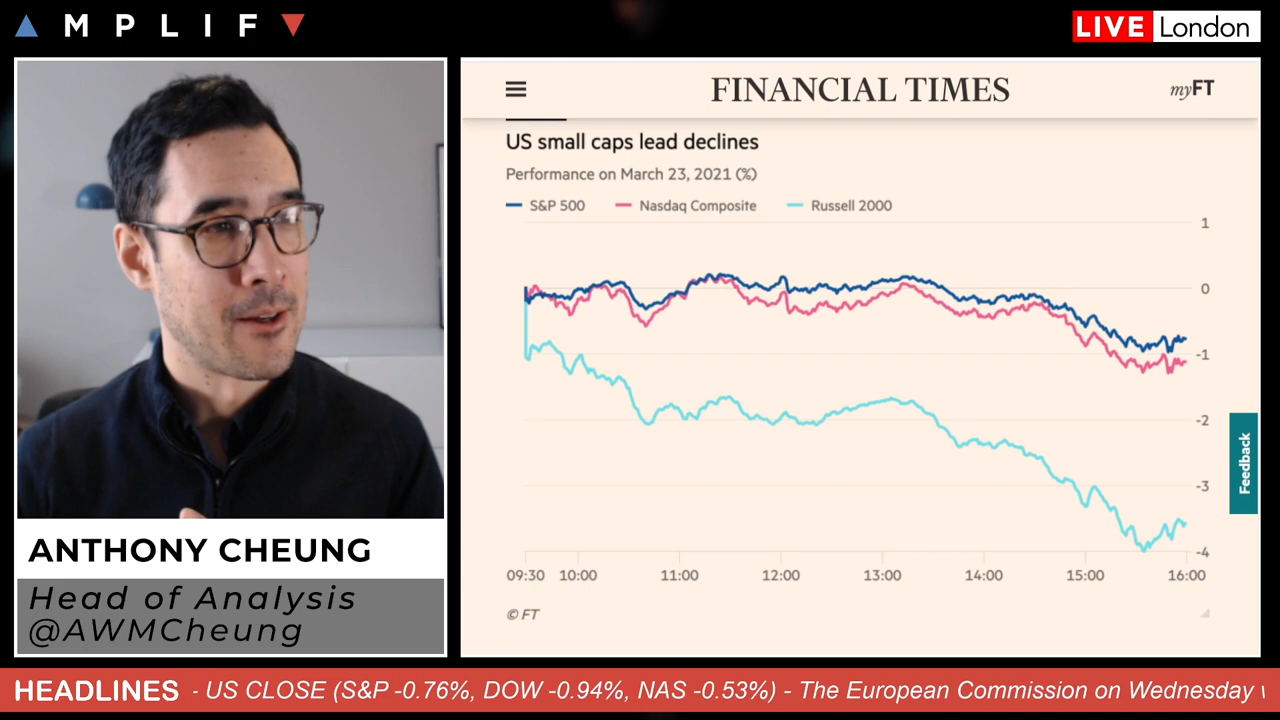 MPLIF
LIVE London
ANTHONY CHEUNG
Head of Analysis
@AWMCheung
FINANCIAL TIMES
myFT
US small caps lead declines
Performance on March 23, 2021 (%)
S&P 500 Nasdaq Composite Russell 2000
1
0
-1
-2
-3
-4
09:30 10:00 11:00 12:00 13:00 14:00 15:00 16:00
© FT
Feedback
HEADLINES - US CLOSE (S&P -0.76%, DOW -0.94%, NAS -0.53%) - The European Commission on Wednesday